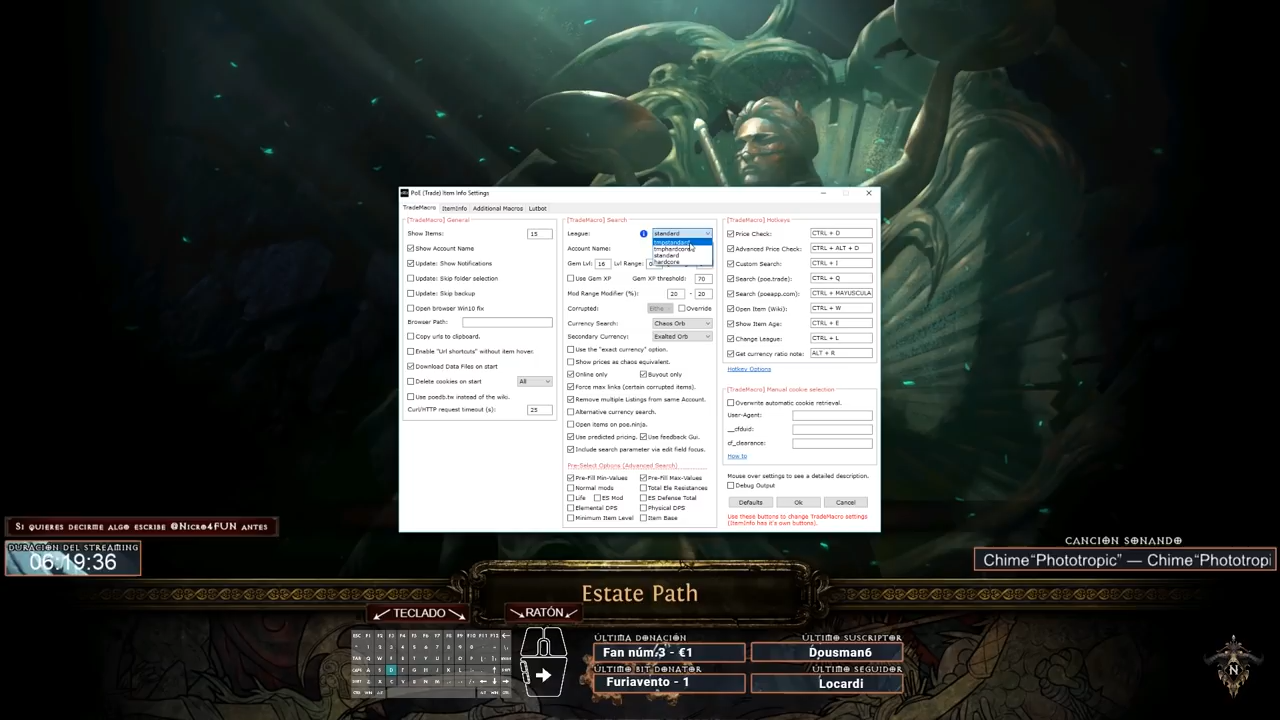 PoE (Trade) Item Info Settings
TradeMacro ItemInfo Additional Macros Lutbot
[TradeMacro] General
Show Items: 15
Show Account Name
Update: Show Notifications
Update: Skip folder selection
Update: Skip backup
Open browser Win10 fix
Browser Path:
Copy urls to clipboard.
Enable "Url shortcuts" without item hover.
Download Data Files on start
Delete cookies on start All
Use poedb.tw instead of the wiki.
Curl/HTTP request timeout (s): 25
[TradeMacro] Search
League: standard
tmpstandard
tmphardcore
standard
hardcore
Account Name:
Gem Lvl: 16 Lvl Range:
Use Gem XP Gem XP threshold: 70
Mod Range Modifier (%): 20 - 20
Corrupted: Override
Currency Search: Chaos Orb
Secondary Currency: Exalted Orb
Use the "exact currency" option.
Show prices as chaos equivalent.
Online only Buyout only
Force max links (certain corrupted items).
Remove multiple Listings from same Account.
Alternative currency search.
Open items on poe.ninja.
Use predicted pricing. Use feedback Gui.
Include search parameter via edit field focus.
Pre-Select Options (Advanced Search)
Pre-Fill Min-Values Pre-Fill Max-Values
Normal mods Total Ele Resistances
Life ES Mod ES Defense Total
Elemental DPS Physical DPS
Minimum Item Level Item Base
[TradeMacro] Hotkeys
Price Check: CTRL + D
Advanced Price Check: CTRL + ALT + D
Custom Search: CTRL + I
Search (poe.trade): CTRL + Q
Search (poeapp.com): CTRL + MAYUSCULA
Open Item (Wiki): CTRL + W
Show Item Age: CTRL + E
Change League: CTRL + L
Get currency ratio note: ALT + R
Hotkey Options
[TradeMacro] Manual cookie selection
Overwrite automatic cookie retrieval.
User-Agent:
__cfduid:
cf_clearance:
How to
Mouse over settings to see a detailed description.
Debug Output
Defaults Ok Cancel
Use these buttons to change TradeMacro settings
(ItemInfo has it's own buttons).
Si quieres decirme algo escribe @Nicro4FUN antes
DURACIÓN DEL STREAMING
06:19:36
CANCIÓN SONANDO
Chime“Phototropic” — Chime“Phototropi
Estate Path
TECLADO
RATÓN
ÚLTIMA DONACIÓN
Fan núm.3 - €1
ÚLTIMO BIT DONATOR
Furiavento - 1
ÚLTIMO SUSCRIPTOR
Dousman6
ÚLTIMO SEGUIDOR
Locardi
N